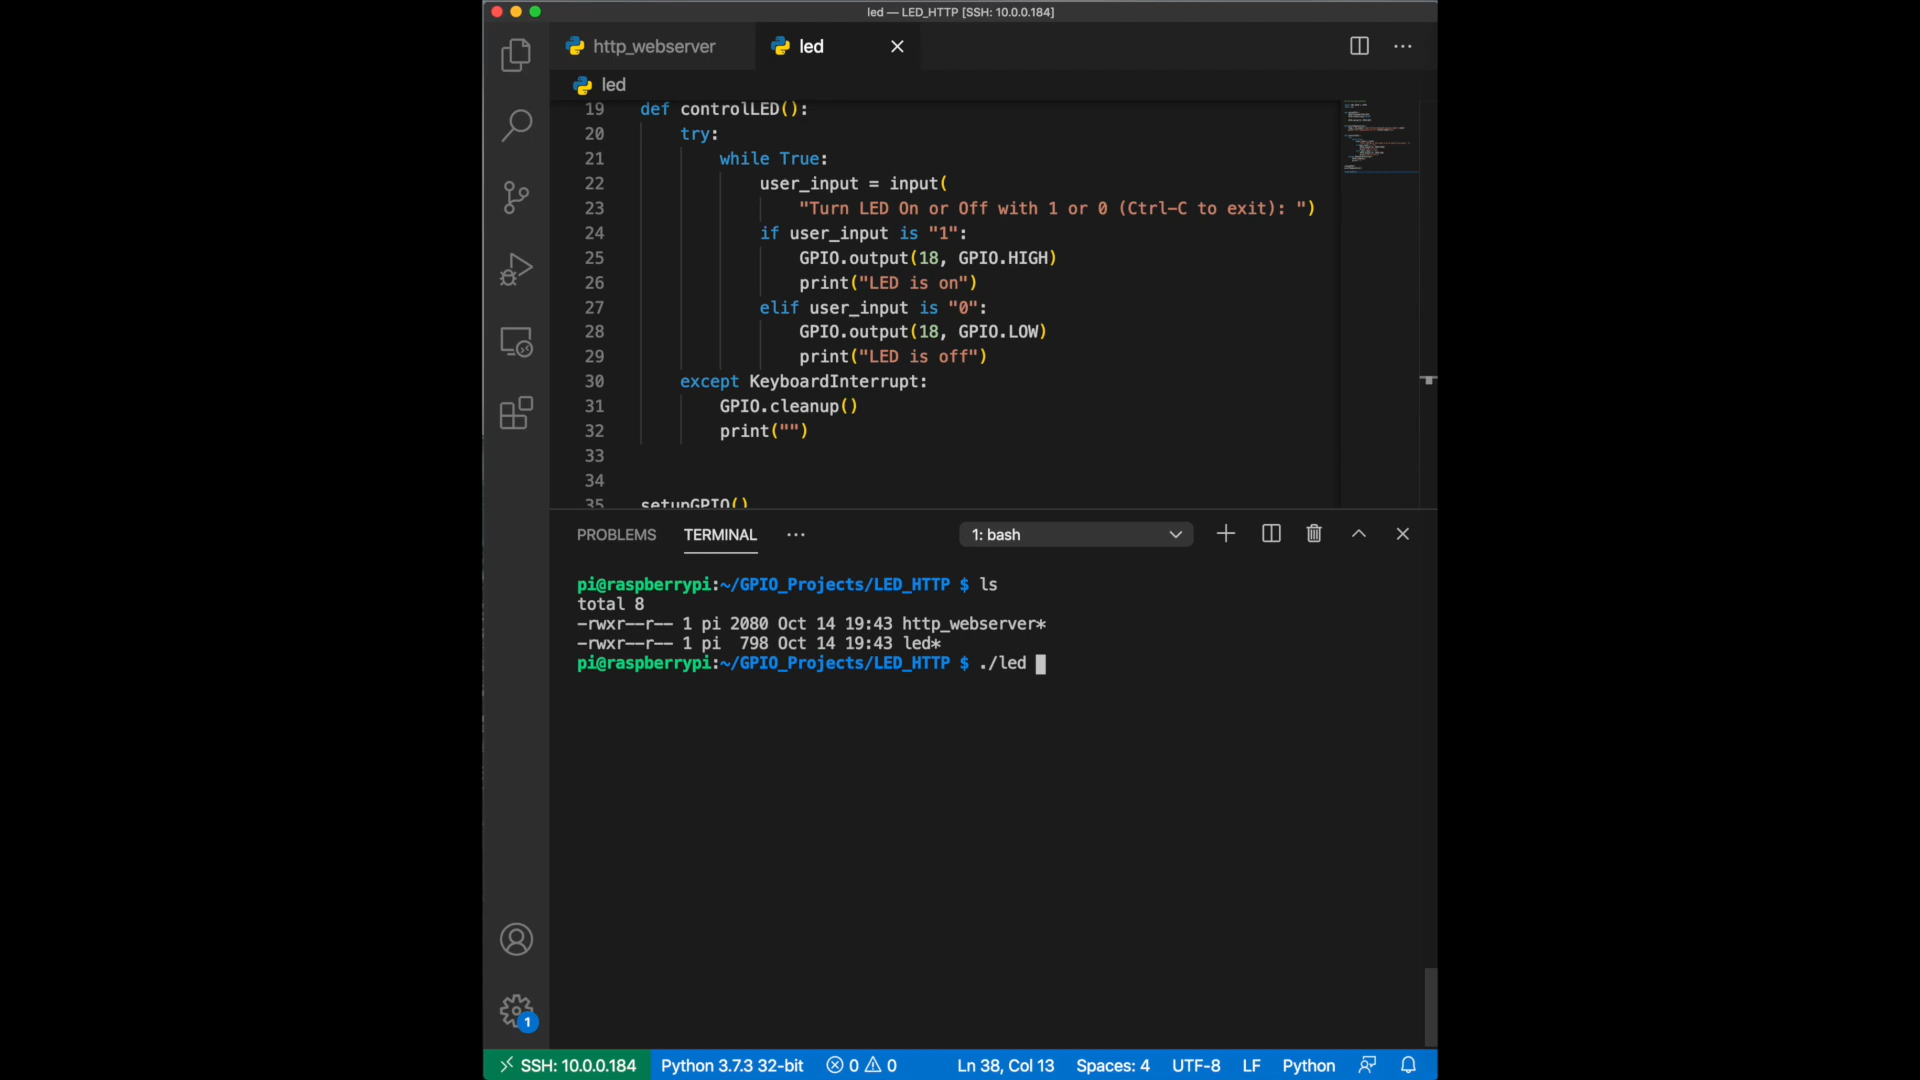 led — LED_HTTP [SSH: 10.0.0.184]
http_webserver
led
led
19 def controlLED():
20 try:
21 while True:
22 user_input = input(
23 "Turn LED On or Off with 1 or 0 (Ctrl-C to exit): ")
24 if user_input is "1":
25 GPIO.output(18, GPIO.HIGH)
26 print("LED is on")
27 elif user_input is "0":
28 GPIO.output(18, GPIO.LOW)
29 print("LED is off")
30 except KeyboardInterrupt:
31 GPIO.cleanup()
32 print("")
33
34
35 setupGPIO()
PROBLEMS TERMINAL ··· 1: bash
pi@raspberrypi:~/GPIO_Projects/LED_HTTP $ ls
total 8
-rwxr--r-- 1 pi 2080 Oct 14 19:43 http_webserver*
-rwxr--r-- 1 pi  798 Oct 14 19:43 led*
pi@raspberrypi:~/GPIO_Projects/LED_HTTP $ ./led
1
SSH: 10.0.0.184 Python 3.7.3 32-bit 0 0 Ln 38, Col 13 Spaces: 4 UTF-8 LF Python